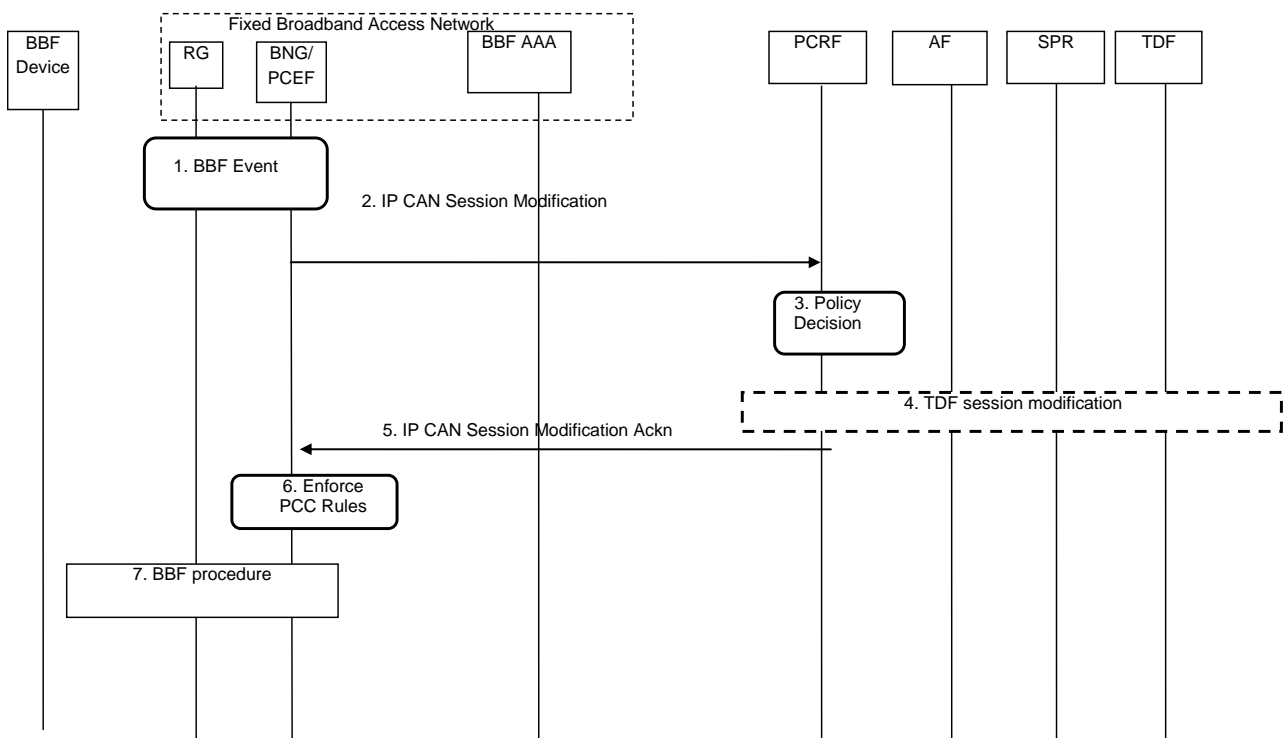 Fixed Broadband Access Network
BBF
Device
RG
BNG/
PCEF
BBF AAA
PCRF
AF
SPR
TDF
1. BBF Event
2. IP CAN Session Modification
3. Policy
Decision
4. TDF session modification
5. IP CAN Session Modification Ackn
6. Enforce
PCC Rules
7. BBF procedure